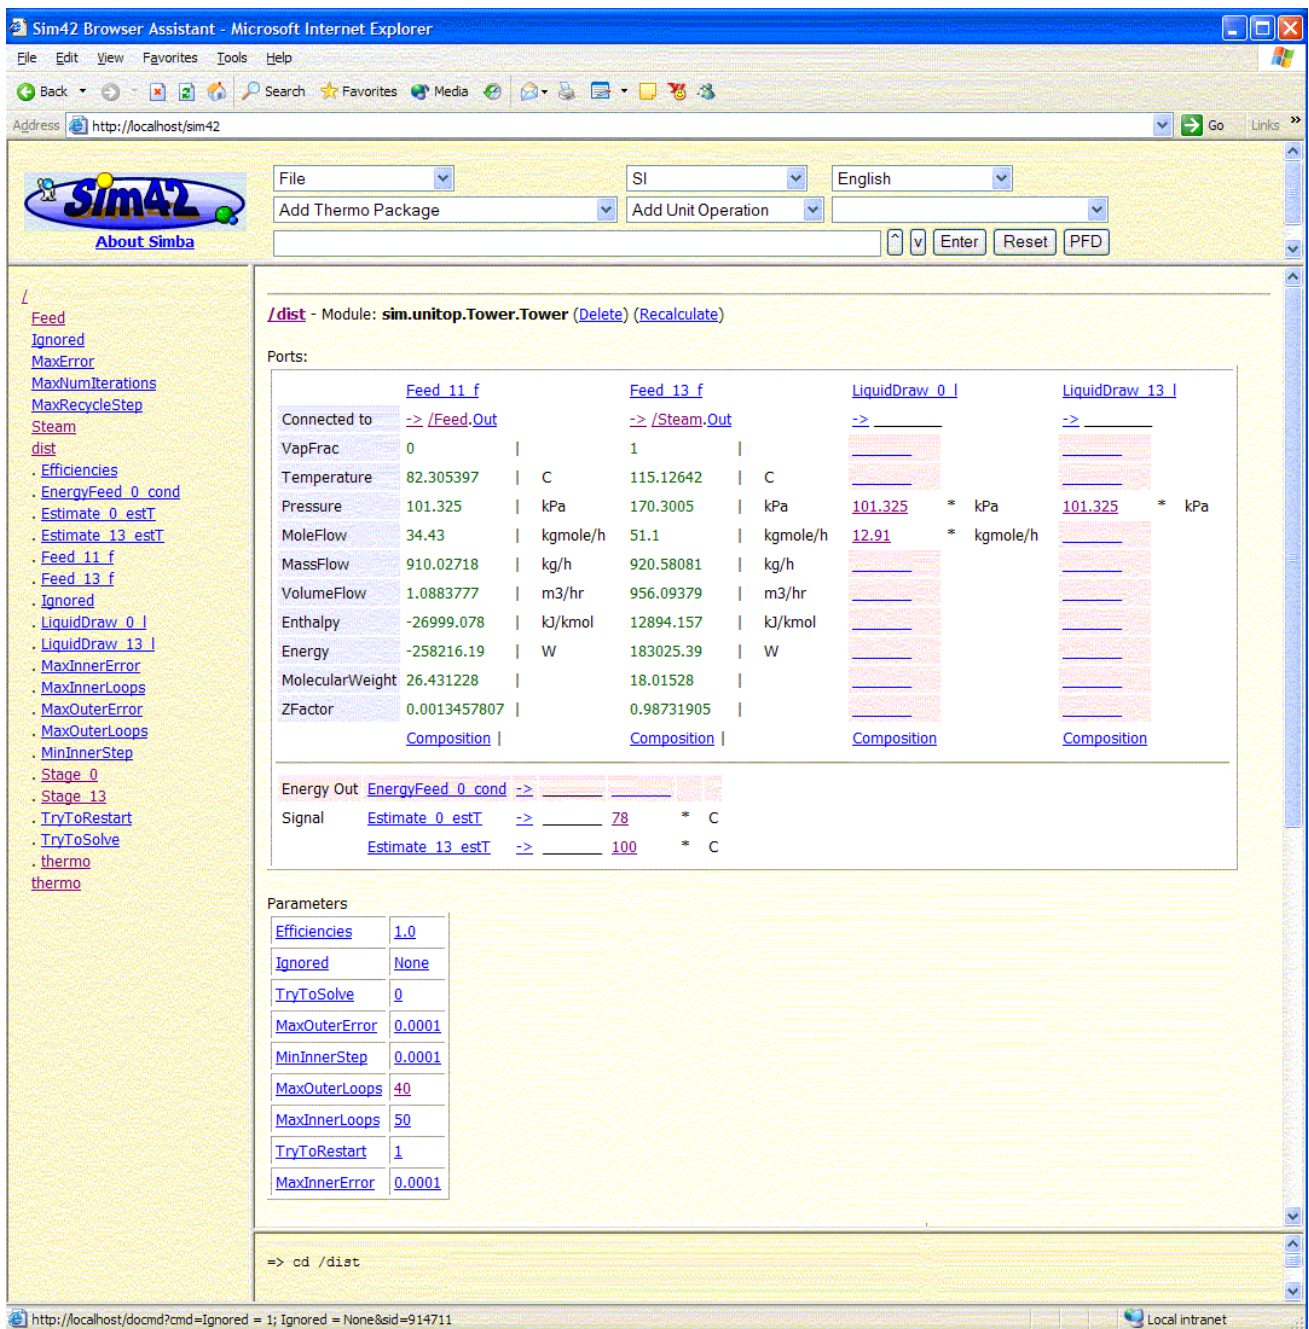 Sim42 Browser Assistant - Microsoft Internet Explorer
File Edit View Favorites Tools Help
Back Search Favorites Media
Address http://localhost/sim42 Go Links »
Sim42
About Simba
File SI English
Add Thermo Package Add Unit Operation
^ v Enter Reset PFD
/
Feed
Ignored
MaxError
MaxNumIterations
MaxRecycleStep
Steam
dist
. Efficiencies
. EnergyFeed_0_cond
. Estimate_0_estT
. Estimate_13_estT
. Feed_11_f
. Feed_13_f
. Ignored
. LiquidDraw_0_l
. LiquidDraw_13_l
. MaxInnerError
. MaxInnerLoops
. MaxOuterError
. MaxOuterLoops
. MinInnerStep
. Stage_0
. Stage_13
. TryToRestart
. TryToSolve
. thermo
thermo
/dist - Module: sim.unitop.Tower.Tower (Delete) (Recalculate)
Ports:
Feed_11_f Feed_13_f LiquidDraw_0_l LiquidDraw_13_l
Connected to -> /Feed.Out -> /Steam.Out -> ________ -> ________
VapFrac 0 | 1 |
Temperature 82.305397 | C 115.12642 | C
Pressure 101.325 | kPa 170.3005 | kPa 101.325 * kPa 101.325 * kPa
MoleFlow 34.43 | kgmole/h 51.1 | kgmole/h 12.91 * kgmole/h
MassFlow 910.02718 | kg/h 920.58081 | kg/h
VolumeFlow 1.0883777 | m3/hr 956.09379 | m3/hr
Enthalpy -26999.078 | kJ/kmol 12894.157 | kJ/kmol
Energy -258216.19 | W 183025.39 | W
MolecularWeight 26.431228 | 18.01528 |
ZFactor 0.0013457807 | 0.98731905 |
Composition | Composition | Composition Composition
Energy Out EnergyFeed_0_cond -> ________
Signal Estimate_0_estT -> ________ 78 * C
Estimate_13_estT -> ________ 100 * C
Parameters
Efficiencies 1.0
Ignored None
TryToSolve 0
MaxOuterError 0.0001
MinInnerStep 0.0001
MaxOuterLoops 40
MaxInnerLoops 50
TryToRestart 1
MaxInnerError 0.0001
=> cd /dist
http://localhost/docmd?cmd=Ignored = 1; Ignored = None&sid=914711 Local intranet